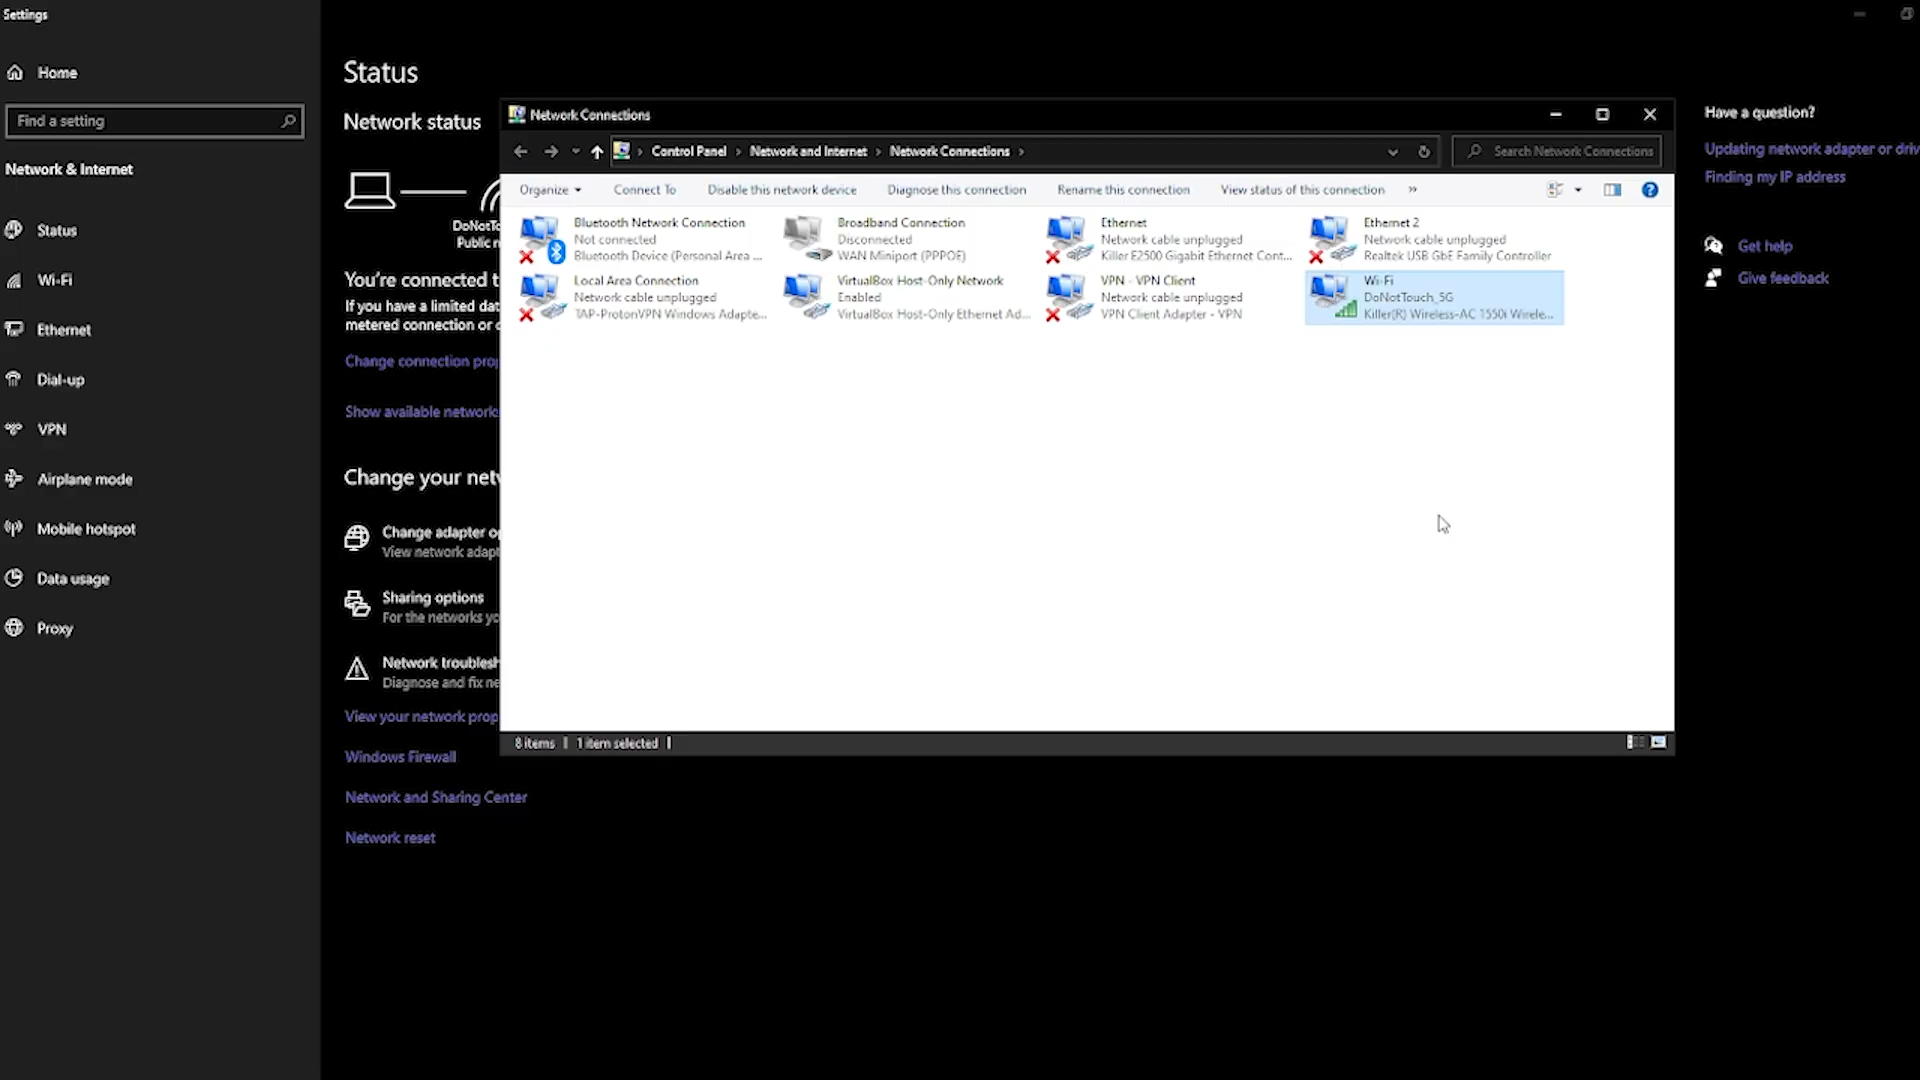 Settings
Home
Find a setting
Network & Internet
Status
Wi-Fi
Ethernet
Dial-up
VPN
Airplane mode
Mobile hotspot
Data usage
Proxy
Status
Network status
DoNotTo
Public n
You're connected t
If you have a limited dat
metered connection or c
Change connection prop
Show available network
Change your netw
Change adapter op
View network adapt
Sharing options
For the networks yo
Network troublesh
Diagnose and fix ne
View your network prop
Windows Firewall
Network and Sharing Center
Network reset
Network Connections
Control Panel > Network and Internet > Network Connections >
Search Network Connections
Organize Connect To Disable this network device Diagnose this connection Rename this connection View status of this connection »
Bluetooth Network Connection
Not connected
Bluetooth Device (Personal Area ...
Broadband Connection
Disconnected
WAN Miniport (PPPOE)
Ethernet
Network cable unplugged
Killer E2500 Gigabit Ethernet Cont...
Ethernet 2
Network cable unplugged
Realtek USB GbE Family Controller
Local Area Connection
Network cable unplugged
TAP-ProtonVPN Windows Adapte...
VirtualBox Host-Only Network
Enabled
VirtualBox Host-Only Ethernet Ad...
VPN - VPN Client
Network cable unplugged
VPN Client Adapter - VPN
Wi-Fi
DoNotTouch_5G
Killer(R) Wireless-AC 1550i Wirele...
8 items | 1 item selected |
Have a question?
Updating network adapter or driv
Finding my IP address
Get help
Give feedback